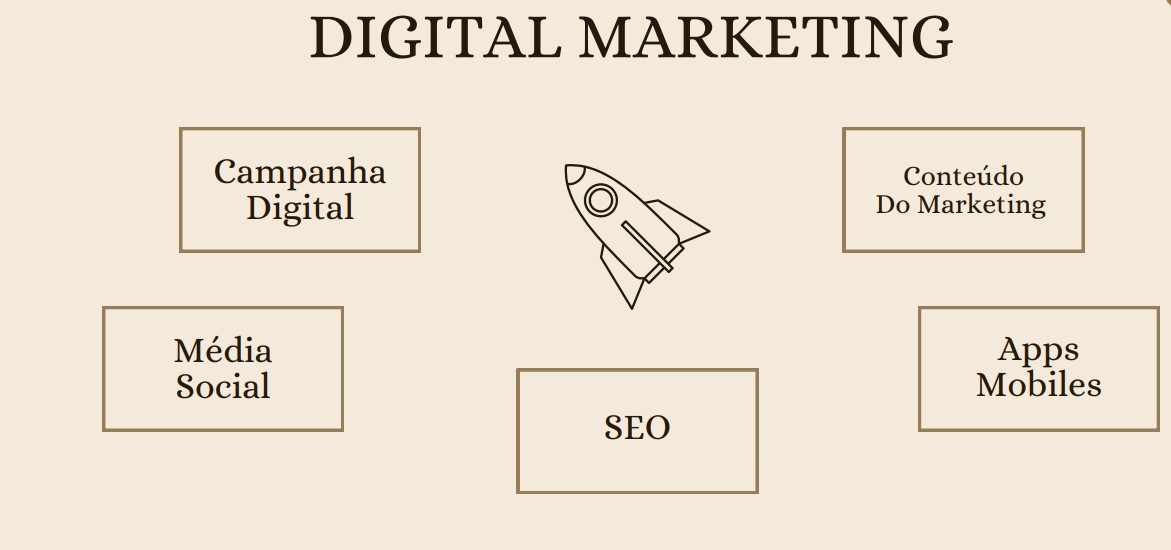 DIGITAL MARKETING
Campanha
Digital
Conteúdo
Do Marketing
Média
Social
Apps
Mobiles
SEO